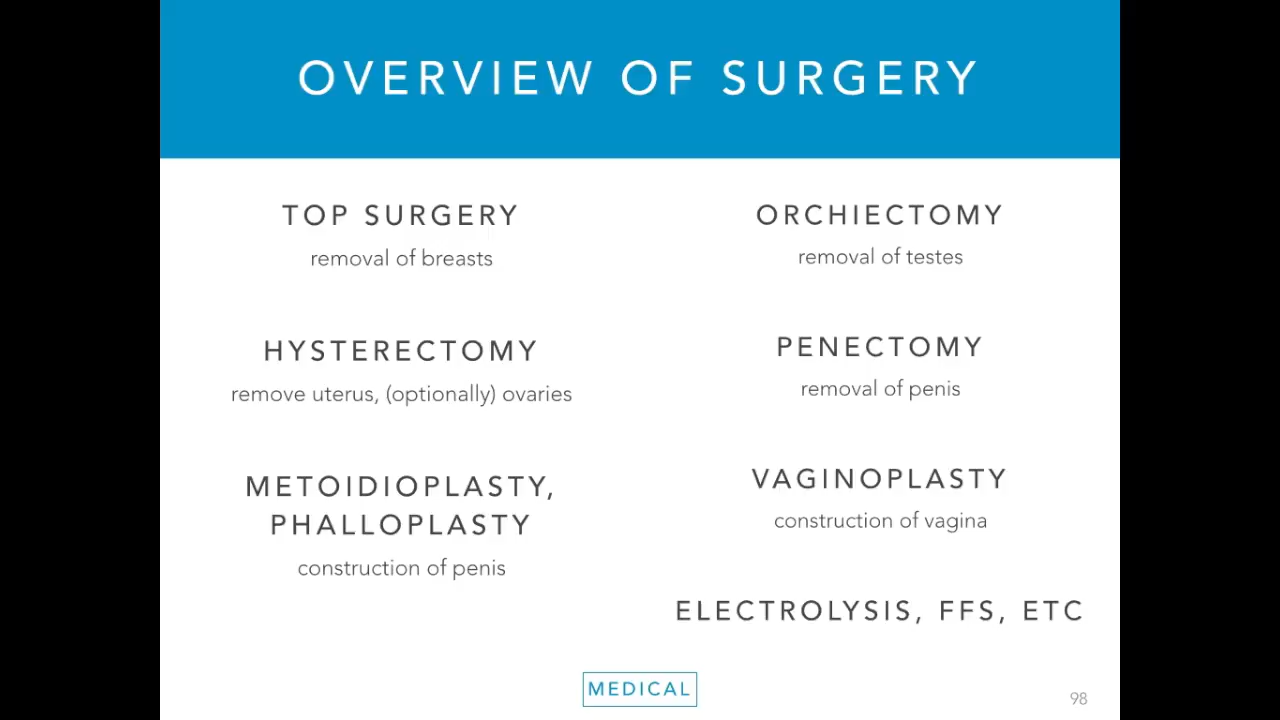 OVERVIEW OF SURGERY
TOP SURGERY
removal of breasts
HYSTERECTOMY
remove uterus, (optionally) ovaries
METOIDIOPLASTY,
PHALLOPLASTY
construction of penis
ORCHIECTOMY
removal of testes
PENECTOMY
removal of penis
VAGINOPLASTY
construction of vagina
ELECTROLYSIS, FFS, ETC
MEDICAL
98